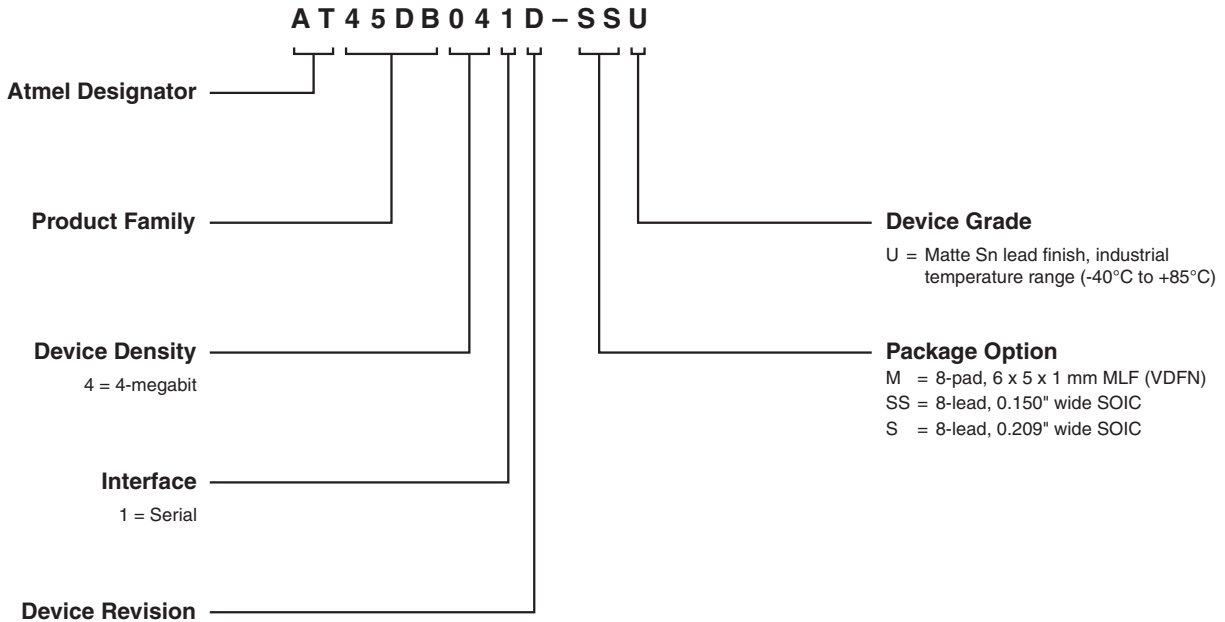 AT45DB041D–SSU
Atmel Designator
Product Family
Device Density
4 = 4-megabit
Interface
1 = Serial
Device Revision
Device Grade
U = Matte Sn lead finish, industrial
temperature range (-40°C to +85°C)
Package Option
M = 8-pad, 6 x 5 x 1 mm MLF (VDFN)
SS = 8-lead, 0.150" wide SOIC
S = 8-lead, 0.209" wide SOIC